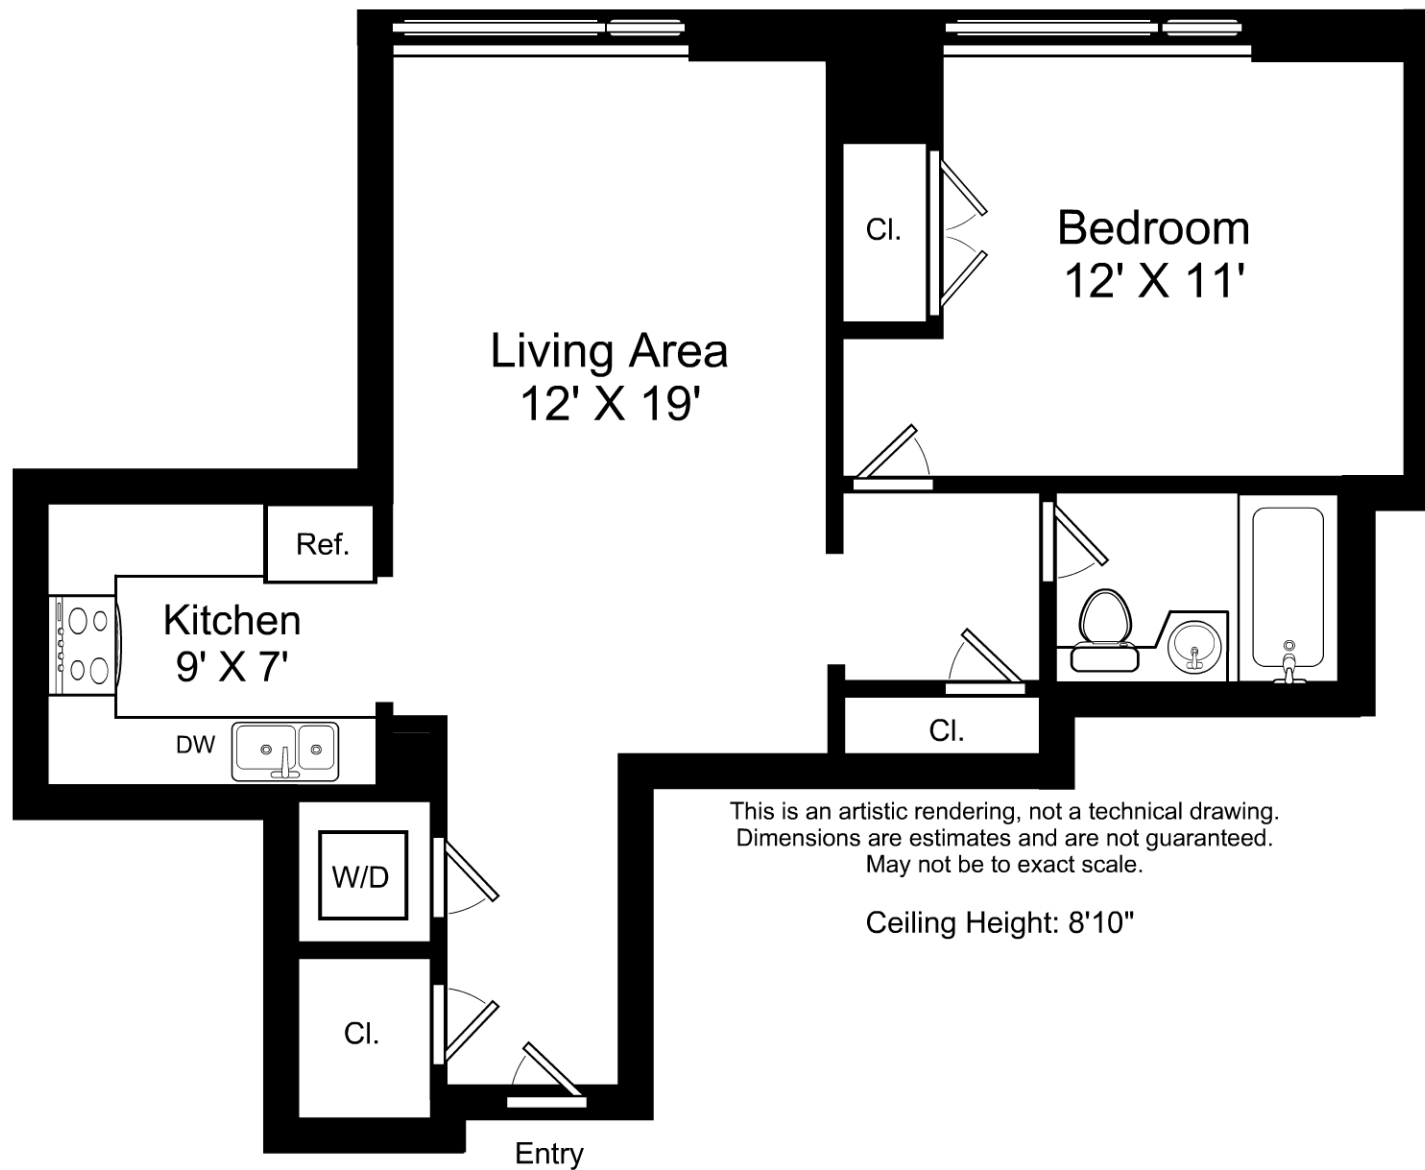 Cl.
Bedroom
12' X 11'
Living Area
12' X 19'
Ref.
Kitchen
9' X 7'
DW
Cl.
This is an artistic rendering, not a technical drawing.
Dimensions are estimates and are not guaranteed.
May not be to exact scale.
W/D
Ceiling Height: 8'10"
Cl.
Entry